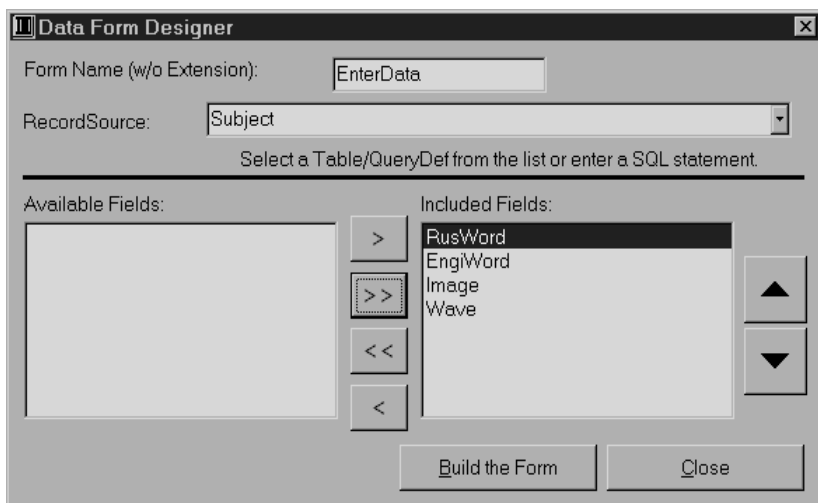 Data Form Designer
Form Name (w/o Extension):
EnterData
RecordSource:
Subject
Select a Table/QueryDef from the list or enter a SQL statement.
Available Fields:
Included Fields:
>
>>
<<
<
RusWord
EngiWord
Image
Wave
Build the Form
Close